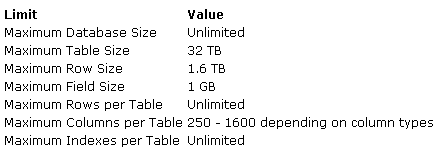 Limit Value
Maximum Database Size Unlimited
Maximum Table Size 32 TB
Maximum Row Size 1.6 TB
Maximum Field Size 1 GB
Maximum Rows per Table Unlimited
Maximum Columns per Table 250 - 1600 depending on column types
Maximum Indexes per Table Unlimited